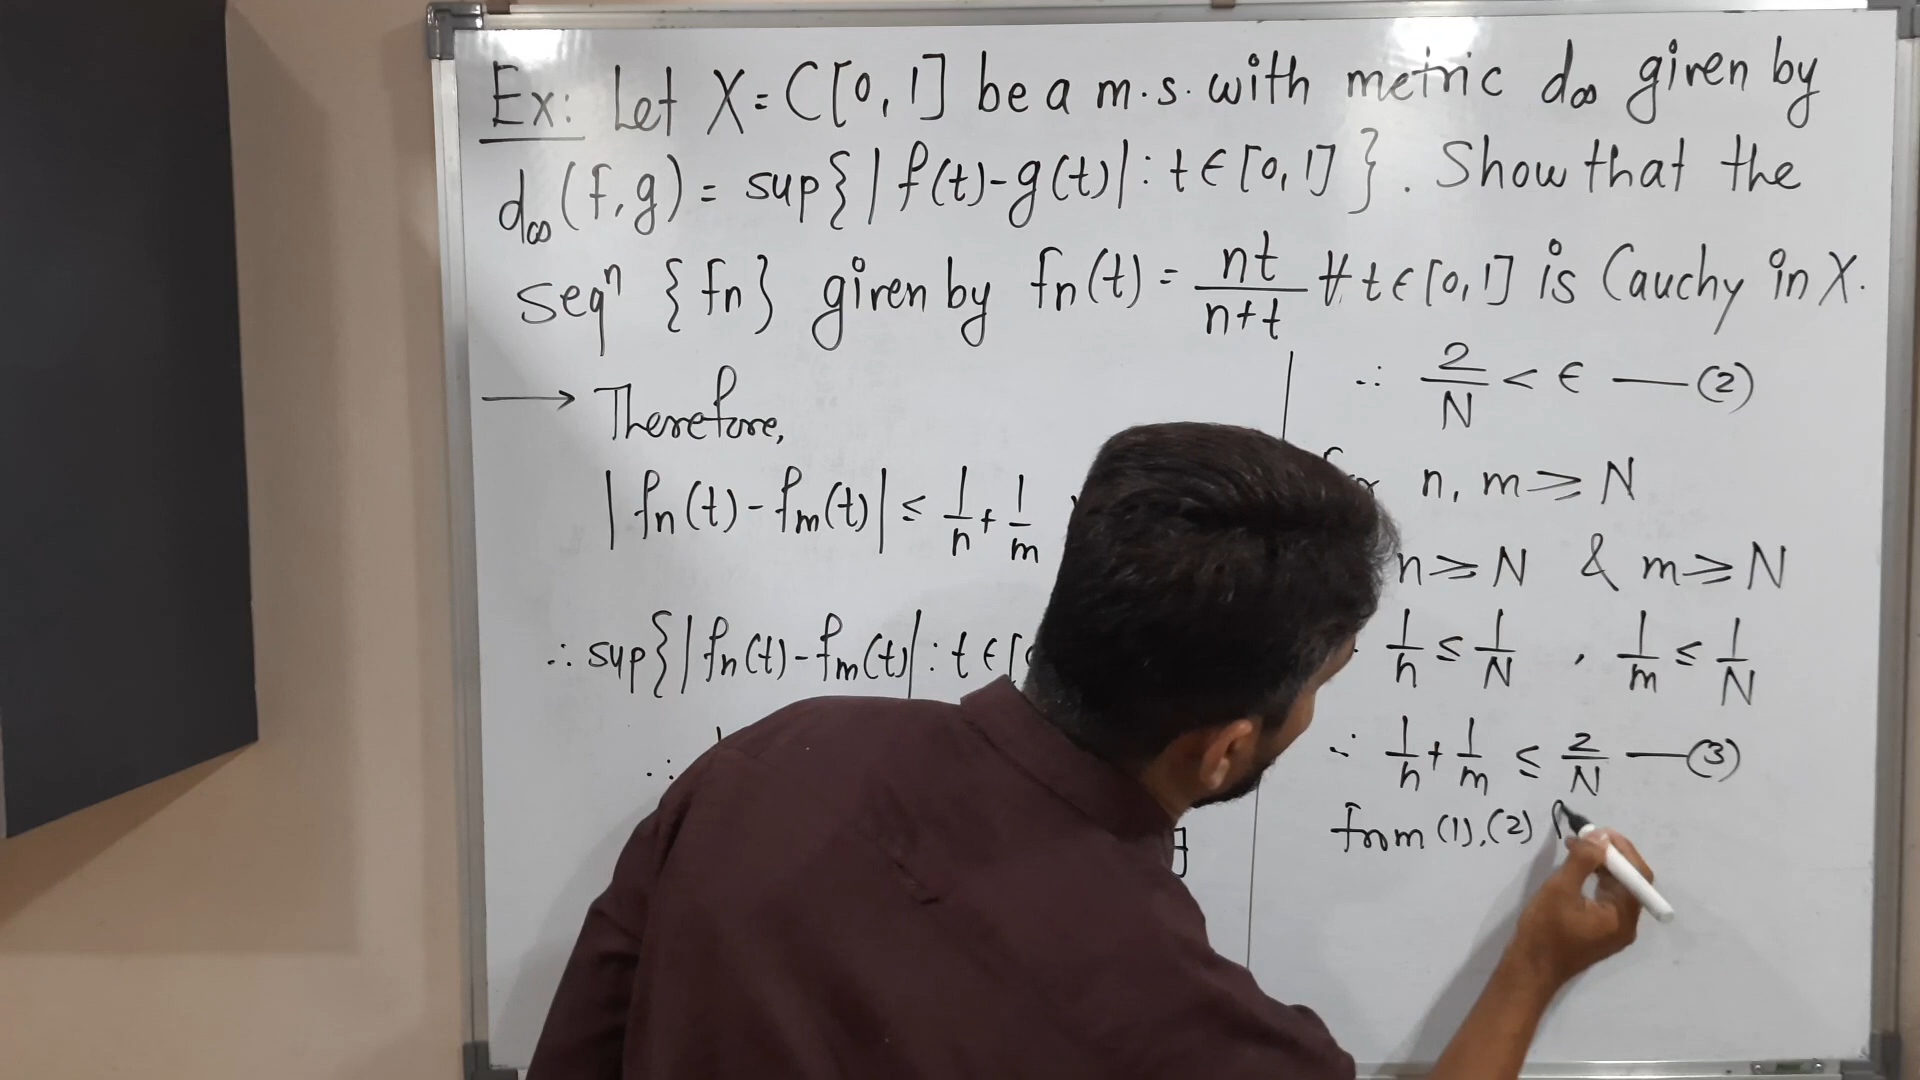 Ex: Let X = C[0,1] be a m.s. with metric d∞ given by
d∞(f,g) = sup{|f(t)-g(t)| : t ∈ [0,1]}. Show that the
seqⁿ {fn} given by fn(t) = nt/(n+t) ∀ t ∈ [0,1] is Cauchy in X.
→ Therefore,
|fn(t) - fm(t)| ≤ 1/n + 1/m
∴ sup{|fn(t) - fm(t)| : t ∈ [
∴
∴ 2/N < ϵ — (2)
n, m ≥ N
n ≥ N & m ≥ N
1/n ≤ 1/N , 1/m ≤ 1/N
∴ 1/n + 1/m ≤ 2/N — (3)
from (1), (2)